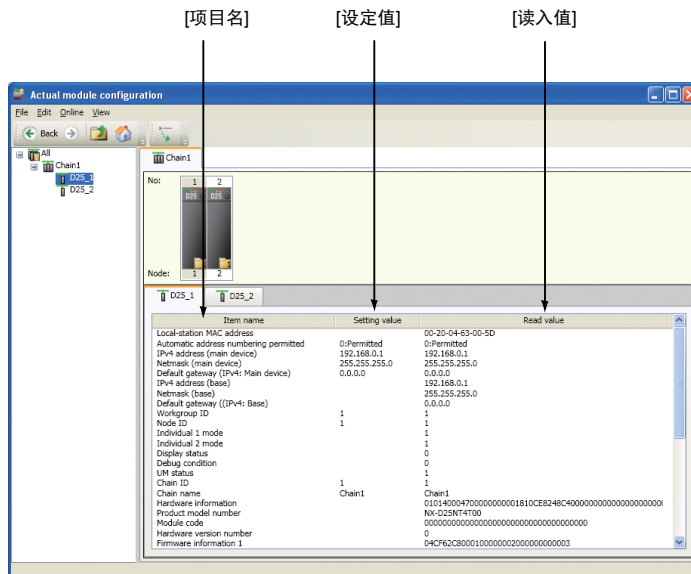 [项目名] [设定值] [读入值]
Actual module configuration
File Edit Online View
Back
All
Chain1
D25_1
D25_2
Chain1
No: 1 2
D25 D25
Node: 1 2
D25_1 D25_2
Item name Setting value Read value
Local-station MAC address 00-20-04-63-00-5D
Automatic address numbering permitted 0:Permitted 0:Permitted
IPv4 address (main device) 192.168.0.1 192.168.0.1
Netmask (main device) 255.255.255.0 255.255.255.0
Default gateway (IPv4: Main device) 0.0.0.0 0.0.0.0
IPv4 address (base) 192.168.0.1
Netmask (base) 255.255.255.0
Default gateway ((IPv4: Base) 0.0.0.0
Workgroup ID 1 1
Node ID 1 1
Individual 1 mode 1
Individual 2 mode 1
Display status 0
Debug condition 0
UM status 1
Chain ID 1 1
Chain name Chain1 Chain1
Hardware information
Product model number NX-D25NT4T00
Module code
Hardware version number 0
Firmware information 1